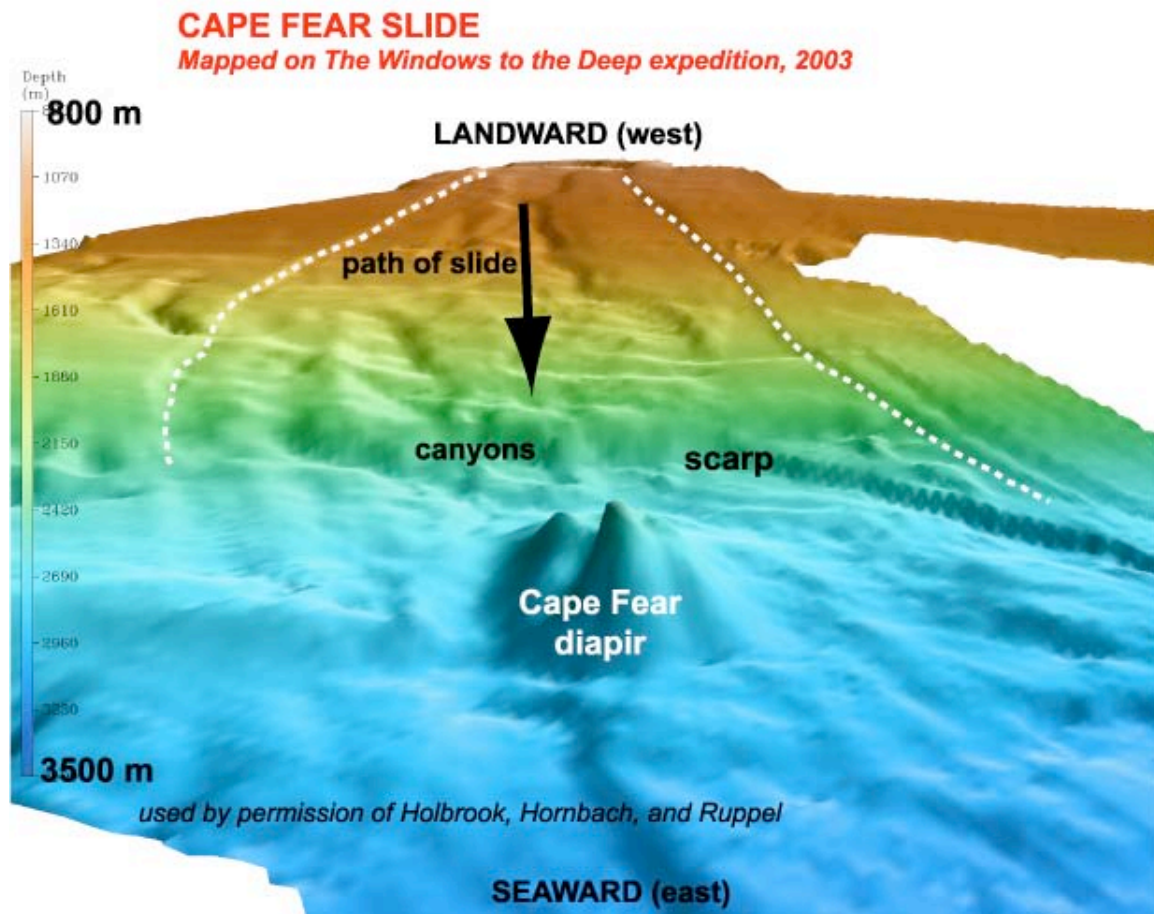 CAPE FEAR SLIDE
Mapped on The Windows to the Deep expedition, 2003
Depth
(m)
800 m
LANDWARD (west)
1070
1340
path of slide
1610
1880
2150
canyons
scarp
2420
2690
Cape Fear
diapir
2960
3230
3500 m
used by permission of Holbrook, Hornbach, and Ruppel
SEAWARD (east)